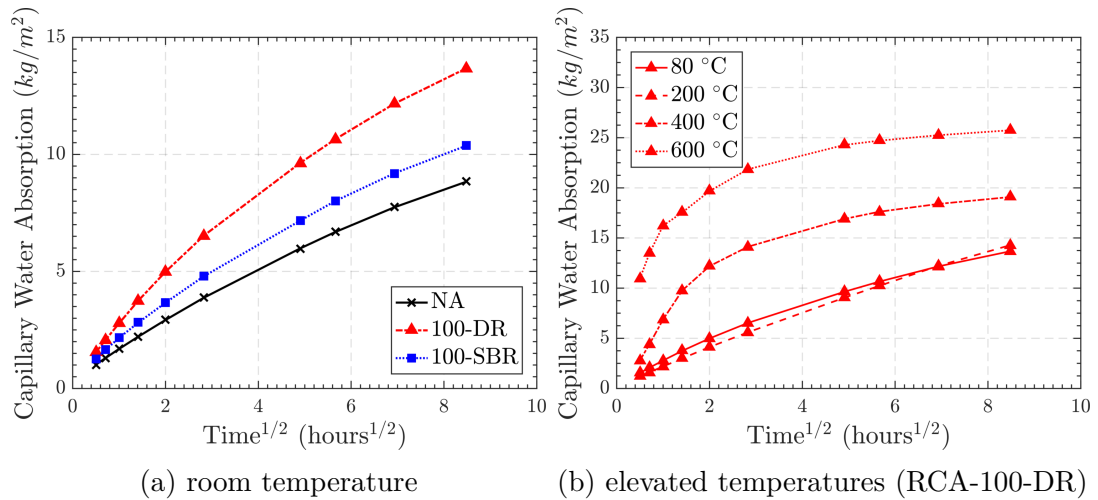 Capillary Water Absorption (kg/m²)
15
10
5
0
0 2 4 6 8 10
NA
100-DR
100-SBR
Time^{1/2} (hours^{1/2})
(a) room temperature
Capillary Water Absorption (kg/m²)
35
30
25
20
15
10
5
0
0 2 4 6 8 10
80 °C
200 °C
400 °C
600 °C
Time^{1/2} (hours^{1/2})
(b) elevated temperatures (RCA-100-DR)